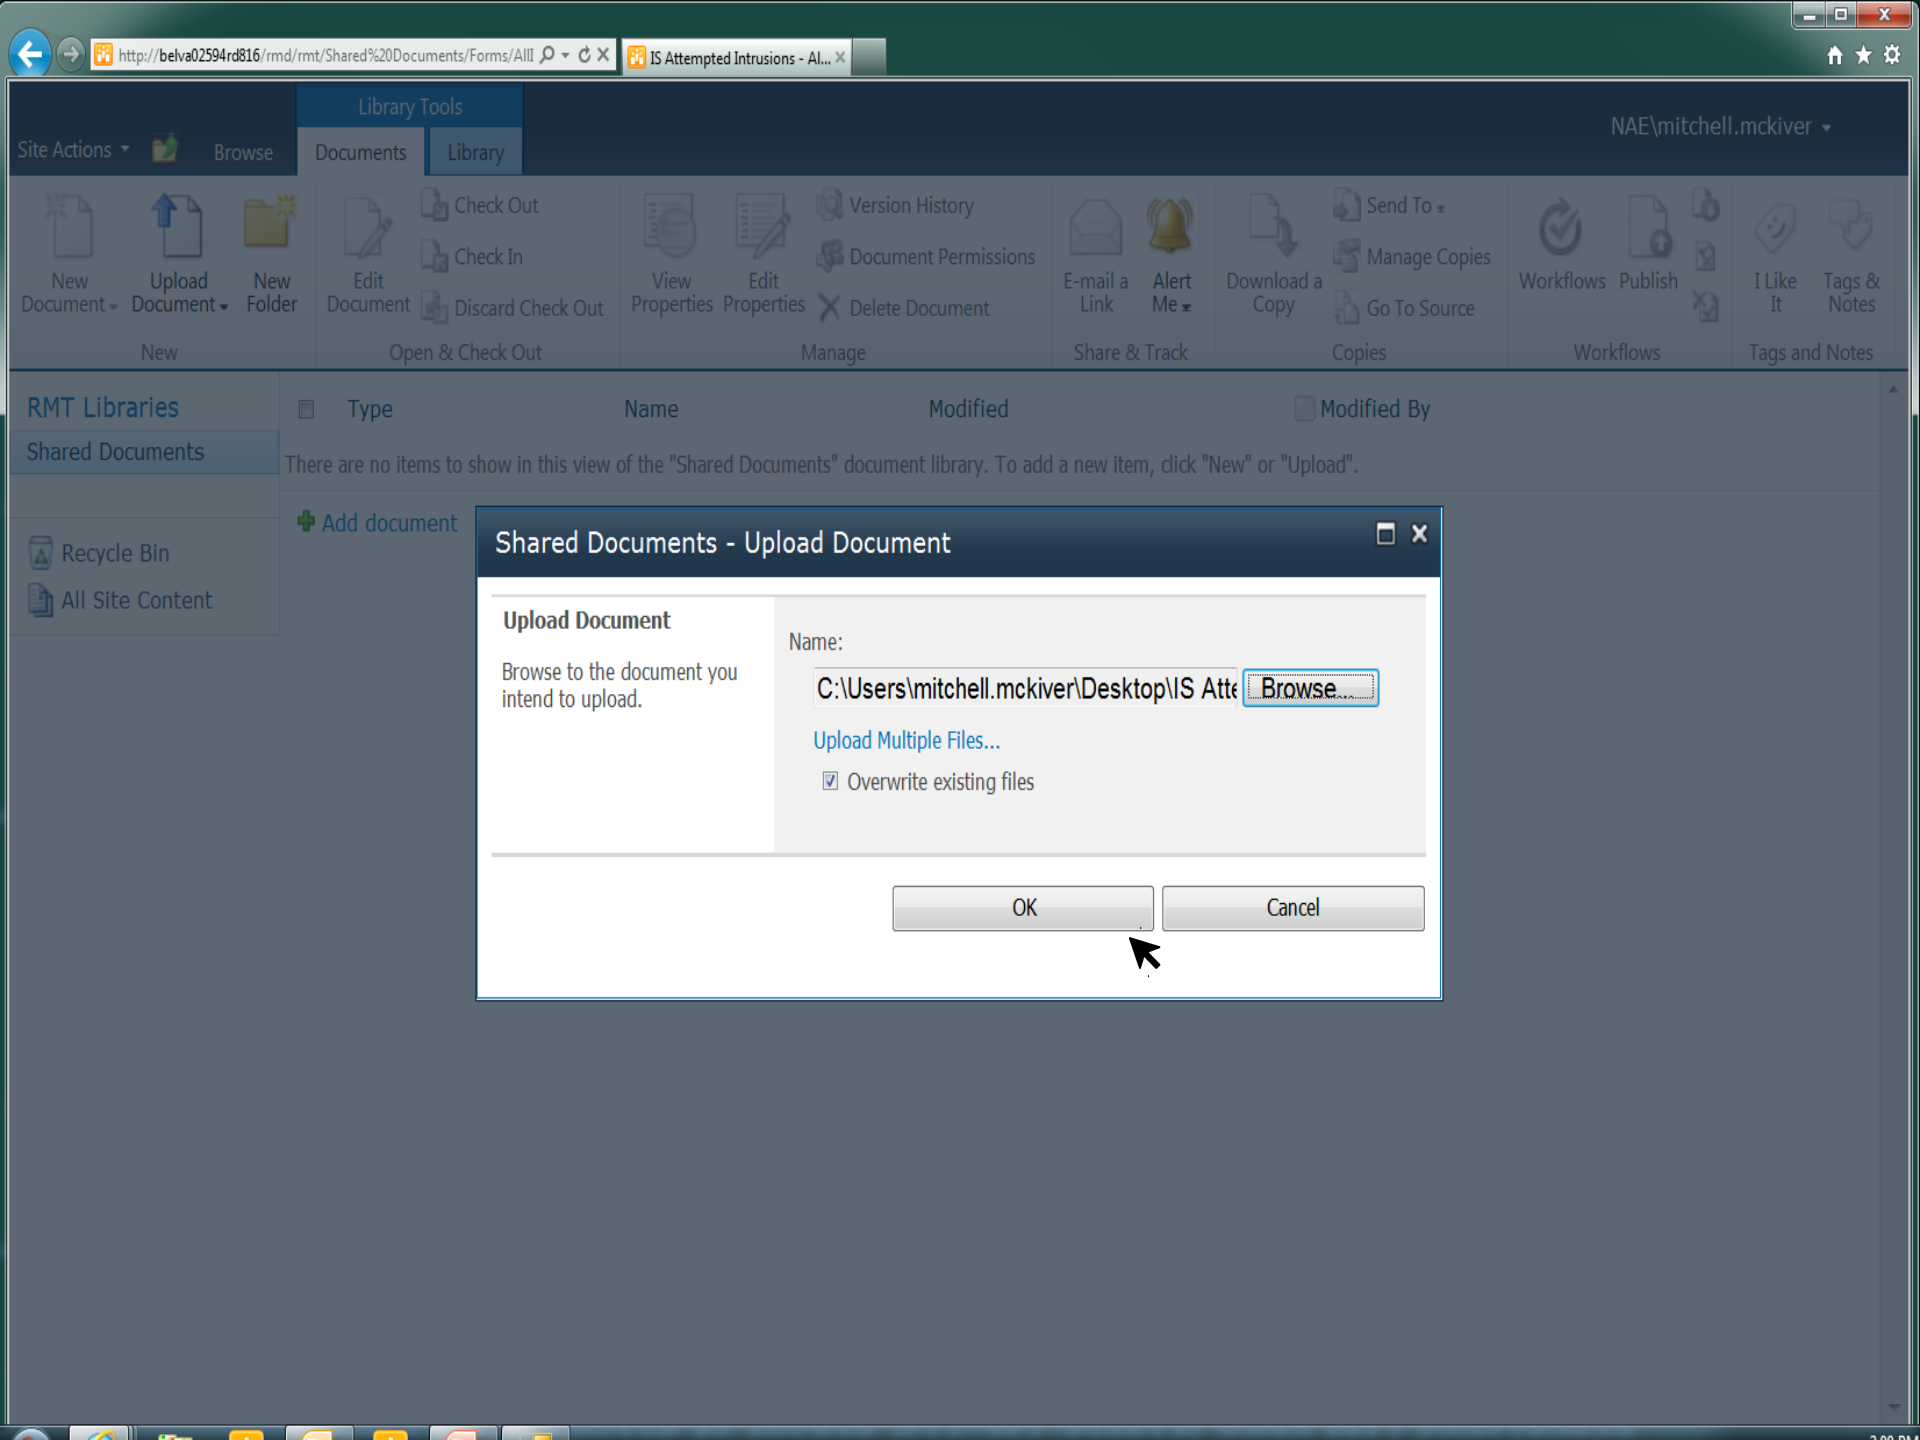 http://belva02594rd816/rmd/rmt/Shared%20Documents/Forms/AllI
IS Attempted Intrusions - Al...
Library Tools
Site Actions
Browse
Documents
Library
NAE\mitchell.mckiver
New Document
Upload Document
New Folder
New
Edit Document
Check Out
Check In
Discard Check Out
Open & Check Out
View Properties
Edit Properties
Version History
Document Permissions
Delete Document
Manage
E-mail a Link
Alert Me
Share & Track
Download a Copy
Send To
Manage Copies
Go To Source
Copies
Workflows
Publish
Workflows
I Like It
Tags & Notes
Tags and Notes
RMT Libraries
Shared Documents
Recycle Bin
All Site Content
Type Name Modified Modified By
There are no items to show in this view of the "Shared Documents" document library. To add a new item, click "New" or "Upload".
Add document
Shared Documents - Upload Document
Upload Document
Browse to the document you
intend to upload.
Name:
C:\Users\mitchell.mckiver\Desktop\IS Atte
Browse...
Upload Multiple Files...
Overwrite existing files
OK
Cancel